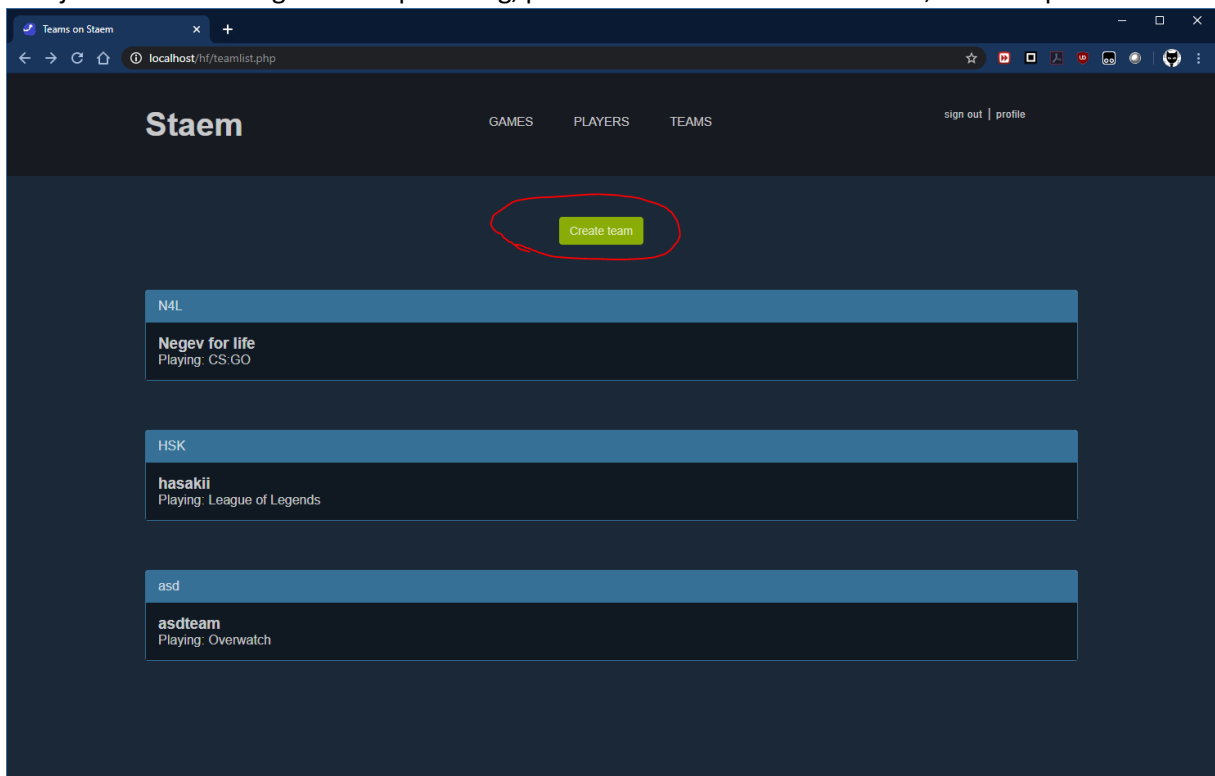 Teams on Staem
localhost/hf/teamlist.php
Staem
GAMES PLAYERS TEAMS
sign out | profile
Create team
N4L
Negev for life
Playing: CS:GO
HSK
hasakii
Playing: League of Legends
asd
asdteam
Playing: Overwatch